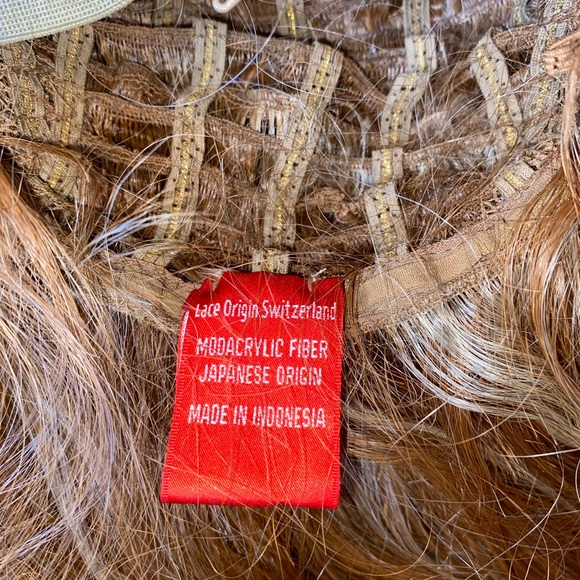 Lace Origin Switzerland
MODACRYLIC FIBER
JAPANESE ORIGIN
MADE IN INDONESIA